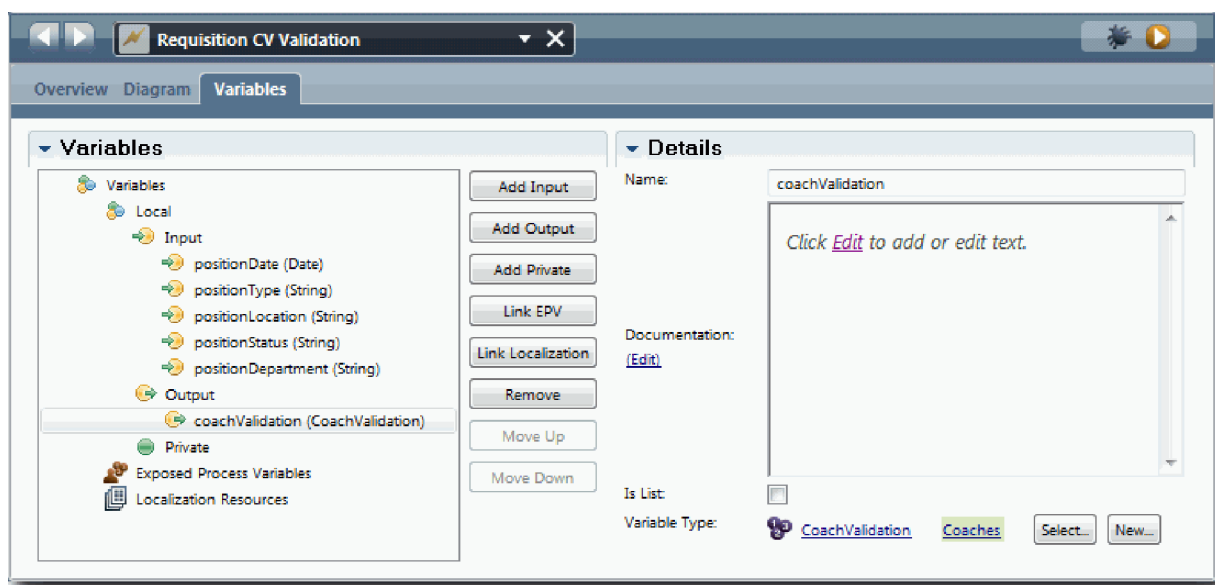 Requisition CV Validation
Overview Diagram Variables
Variables
Variables
Local
Input
positionDate (Date)
positionType (String)
positionLocation (String)
positionStatus (String)
positionDepartment (String)
Output
coachValidation (CoachValidation)
Private
Exposed Process Variables
Localization Resources
Add Input
Add Output
Add Private
Link EPV
Link Localization
Remove
Move Up
Move Down
Details
Name: coachValidation
Click Edit to add or edit text.
Documentation:
(Edit)
Is List:
Variable Type: CoachValidation Coaches Select... New...